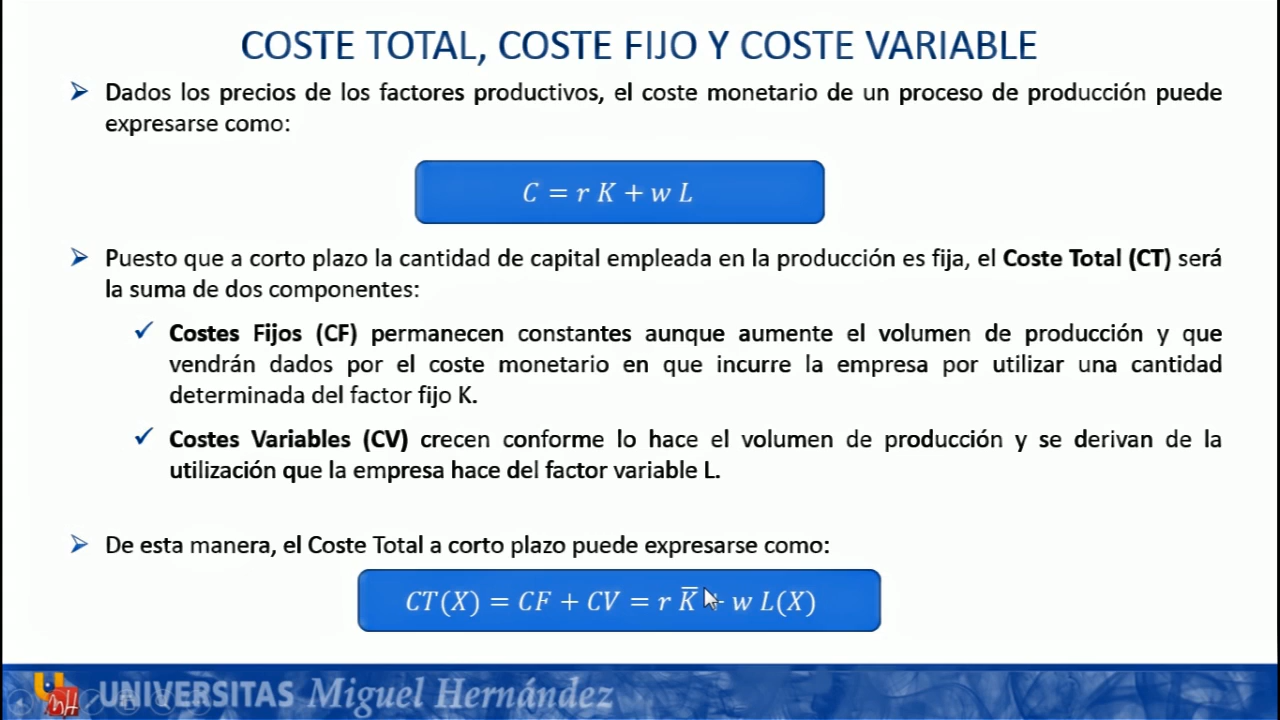 COSTE TOTAL, COSTE FIJO Y COSTE VARIABLE
Dados los precios de los factores productivos, el coste monetario de un proceso de producción puede
expresarse como:
C = r K + w L
Puesto que a corto plazo la cantidad de capital empleada en la producción es fija, el Coste Total (CT) será
la suma de dos componentes:
Costes Fijos (CF) permanecen constantes aunque aumente el volumen de producción y que
vendrán dados por el coste monetario en que incurre la empresa por utilizar una cantidad
determinada del factor fijo K.
Costes Variables (CV) crecen conforme lo hace el volumen de producción y se derivan de la
utilización que la empresa hace del factor variable L.
De esta manera, el Coste Total a corto plazo puede expresarse como:
CT(X) = CF + CV = r K̅ + w L(X)
UNIVERSITAS Miguel Hernández